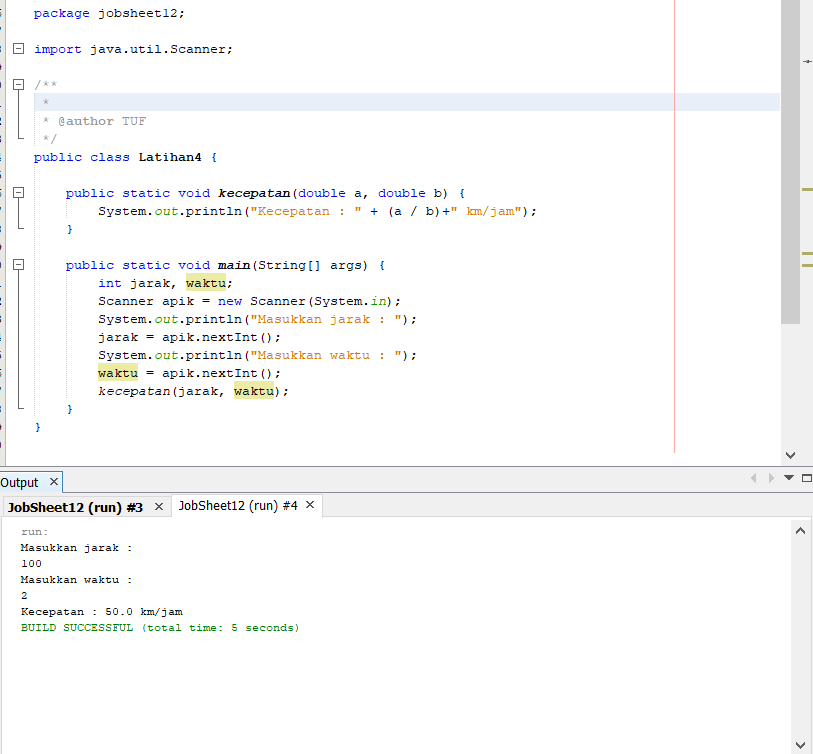 package jobsheet12;
import java.util.Scanner;
/**
*
* @author TUF
*/
public class Latihan4 {
public static void kecepatan(double a, double b) {
System.out.println("Kecepatan : " + (a / b)+" km/jam");
}
public static void main(String[] args) {
int jarak, waktu;
Scanner apik = new Scanner(System.in);
System.out.println("Masukkan jarak : ");
jarak = apik.nextInt();
System.out.println("Masukkan waktu : ");
waktu = apik.nextInt();
kecepatan(jarak, waktu);
}
}
Output
JobSheet12 (run) #3 JobSheet12 (run) #4
run:
Masukkan jarak :
100
Masukkan waktu :
2
Kecepatan : 50.0 km/jam
BUILD SUCCESSFUL (total time: 5 seconds)